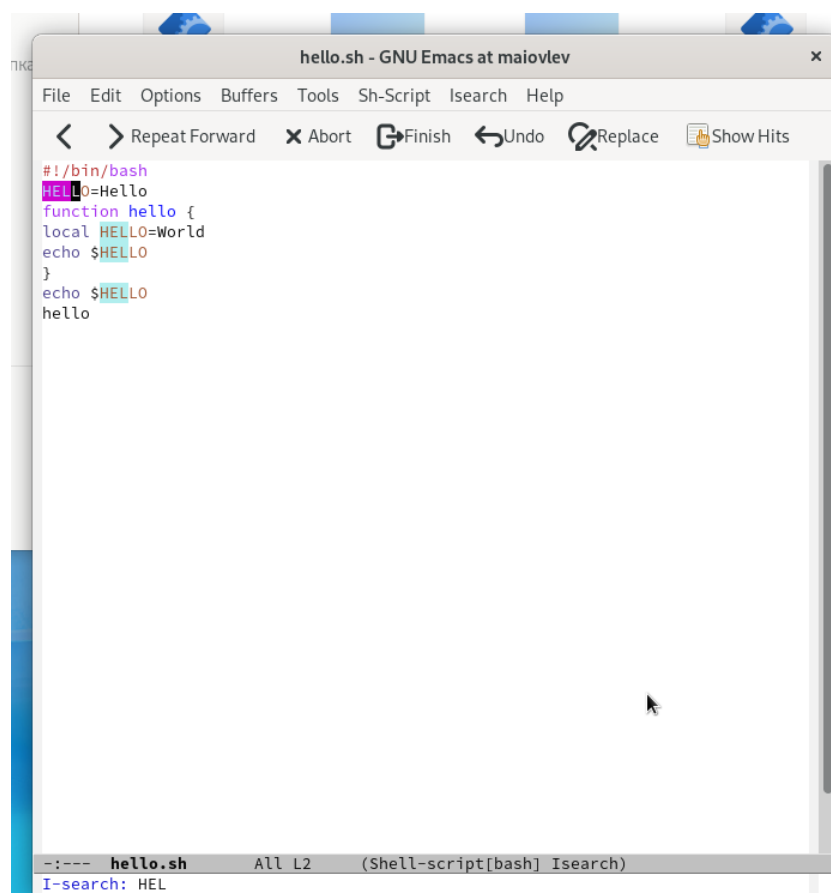 hello.sh - GNU Emacs at maiovlev ×
File Edit Options Buffers Tools Sh-Script Isearch Help
Repeat Forward Abort Finish Undo Replace Show Hits
#!/bin/bash
HELLO=Hello
function hello {
local HELLO=World
echo $HELLO
}
echo $HELLO
hello
-:--- hello.sh All L2 (Shell-script[bash] Isearch)
I-search: HEL